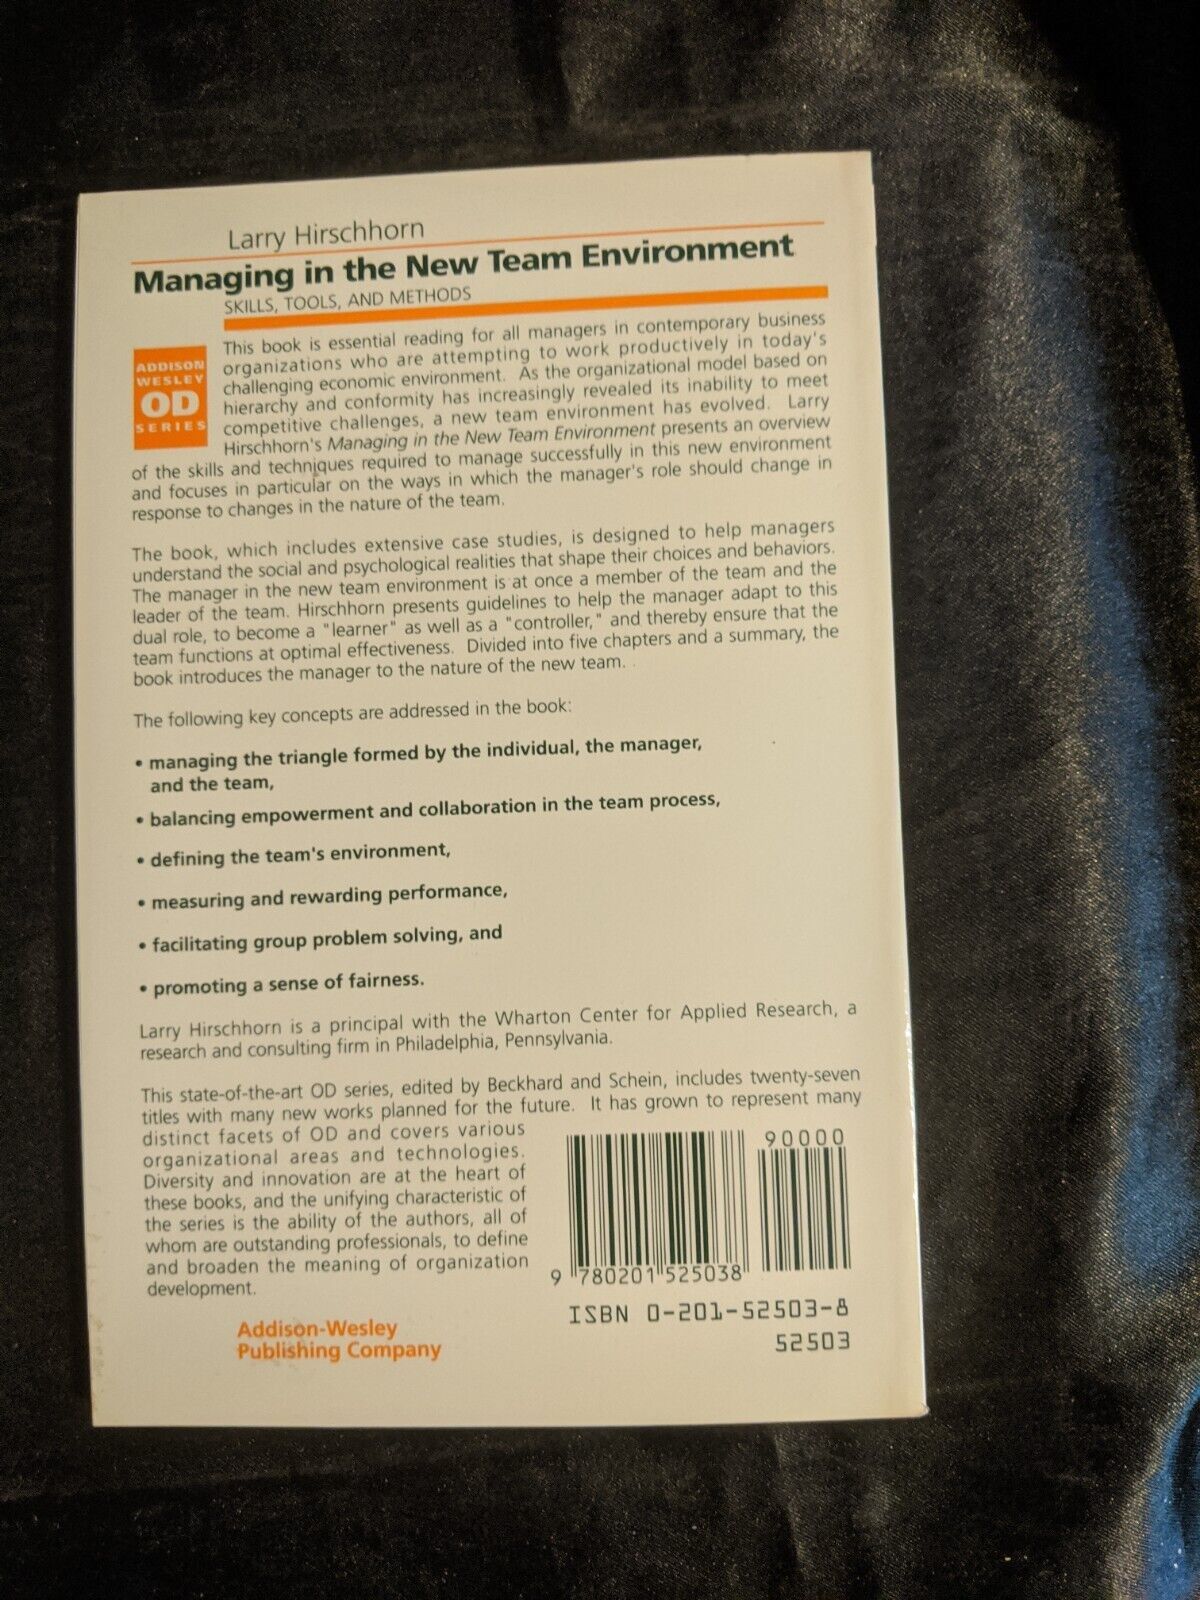 Larry Hirschhorn
Managing in the New Team Environment
SKILLS, TOOLS, AND METHODS
ADDISON
WESLEY
OD
SERIES
This book is essential reading for all managers in contemporary business
organizations who are attempting to work productively in today's
challenging economic environment. As the organizational model based on
hierarchy and conformity has increasingly revealed its inability to meet
competitive challenges, a new team environment has evolved. Larry
Hirschhorn's Managing in the New Team Environment presents an overview
of the skills and techniques required to manage successfully in this new environment
and focuses in particular on the ways in which the manager's role should change in
response to changes in the nature of the team.
The book, which includes extensive case studies, is designed to help managers
understand the social and psychological realities that shape their choices and behaviors.
The manager in the new team environment is at once a member of the team and the
leader of the team. Hirschhorn presents guidelines to help the manager adapt to this
dual role, to become a "learner" as well as a "controller," and thereby ensure that the
team functions at optimal effectiveness. Divided into five chapters and a summary, the
book introduces the manager to the nature of the new team.
The following key concepts are addressed in the book:
• managing the triangle formed by the individual, the manager,
and the team,
• balancing empowerment and collaboration in the team process,
• defining the team's environment,
• measuring and rewarding performance,
• facilitating group problem solving, and
• promoting a sense of fairness.
Larry Hirschhorn is a principal with the Wharton Center for Applied Research, a
research and consulting firm in Philadelphia, Pennsylvania.
This state-of-the-art OD series, edited by Beckhard and Schein, includes twenty-seven
titles with many new works planned for the future. It has grown to represent many
distinct facets of OD and covers various
organizational areas and technologies.
Diversity and innovation are at the heart of
these books, and the unifying characteristic of
the series is the ability of the authors, all of
whom are outstanding professionals, to define
and broaden the meaning of organization
development.
Addison-Wesley
Publishing Company
90000
9 780201 525038
ISBN 0-201-52503-8
52503